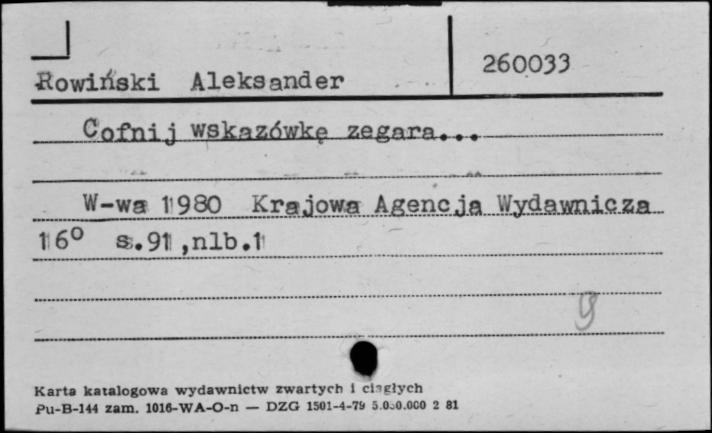 260033
Rowiński Aleksander
Cofnij wskazówkę zegara...
W-wa 1980 Krajowa Agencja Wydawnicza
16° s.91,nlb.1
g
Karta katalogowa wydawnictw zwartych i ciągłych
Pu-B-144 zam. 1016-WA-O-n — DZG 1501-4-79 5.000.000 2 81